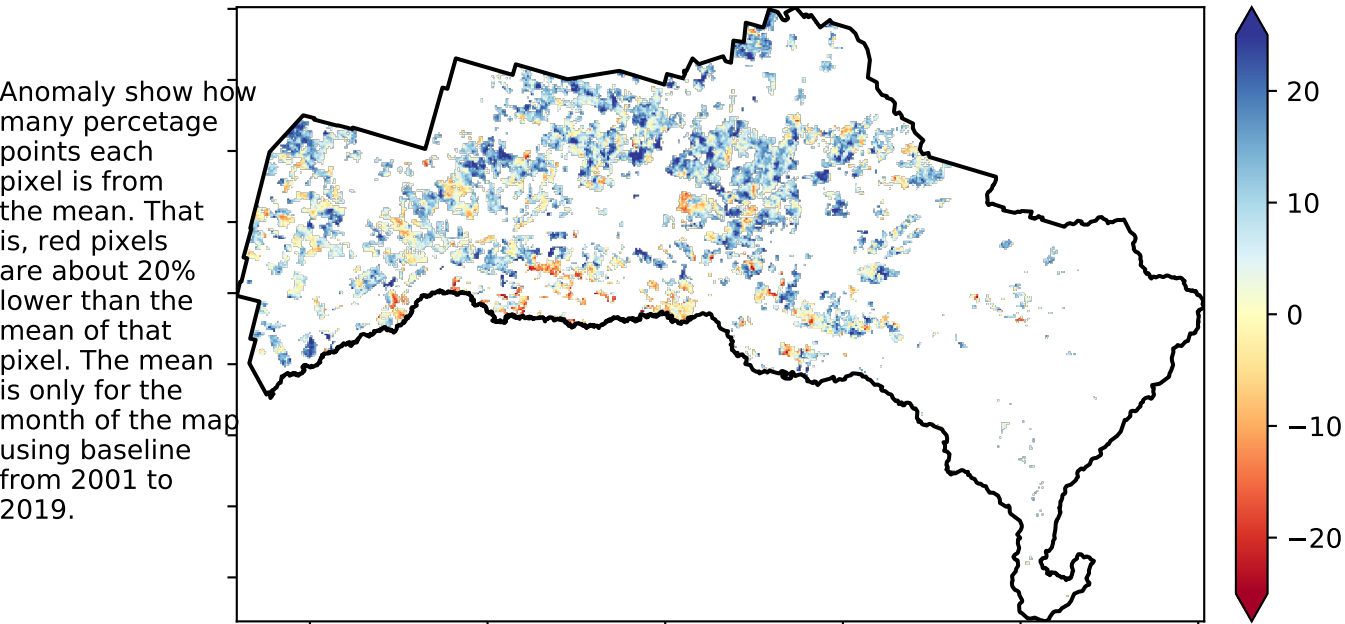 Anomaly show how
many percetage
points each
pixel is from
the mean. That
is, red pixels
are about 20%
lower than the
mean of that
pixel. The mean
is only for the
month of the map
using baseline
from 2001 to
2019.
20
10
0
−10
−20